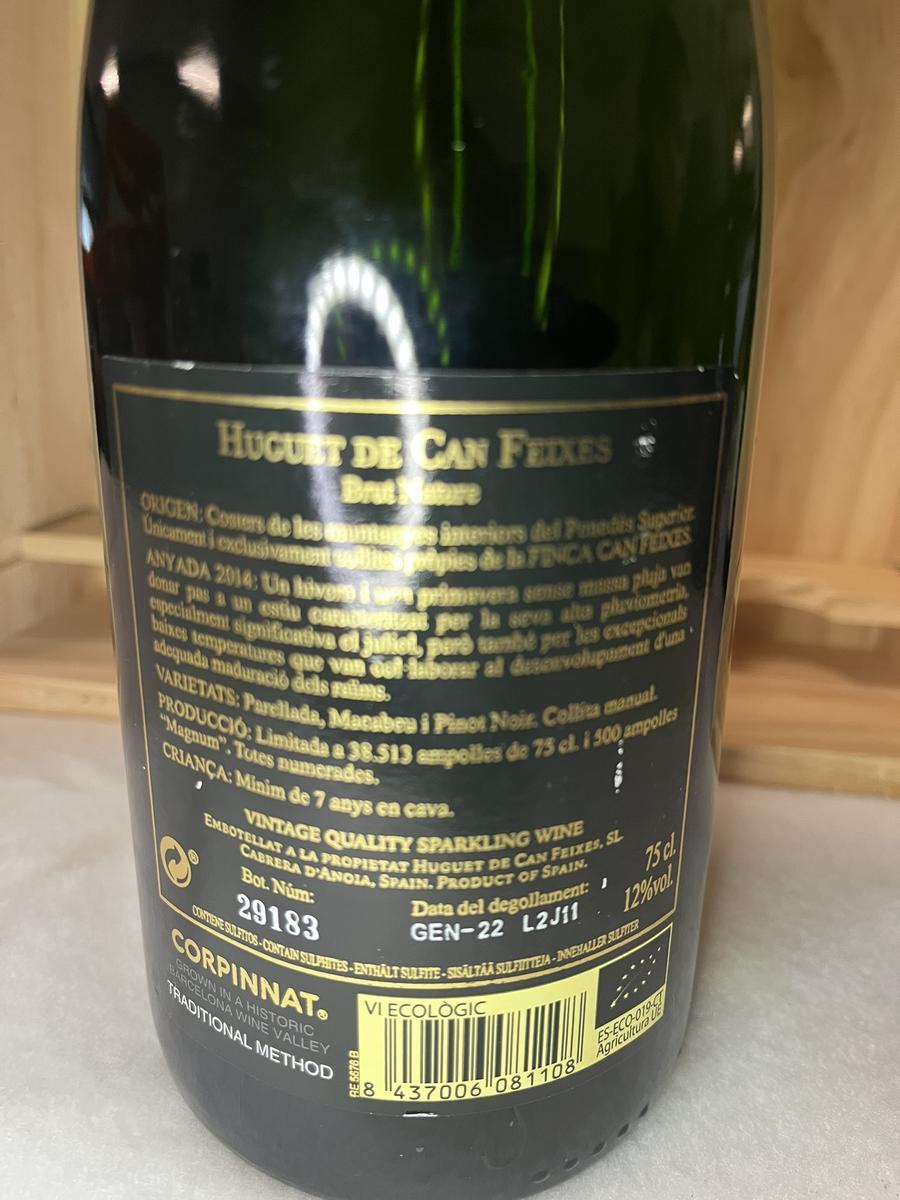 HUGUET DE CAN FEIXES
Brut Nature
ORIGEN: Costers de les muntanyes interiors del Penedès Superior.
Únicament i exclusivament collites pròpies de la FINCA CAN FEIXES.
ANYADA 2014: Un hivern i una primavera sense massa pluja van
donar pas a un estiu caracteritzat per la seva alta pluviometria,
especialment significativa el juliol, però també per les excepcionals
baixes temperatures que van col·laborar al desenvolupament d'una
adequada maduració dels raïms.
VARIETATS: Parellada, Macabeu i Pinot Noir. Collita manual.
PRODUCCIÓ: Limitada a 38.513 ampolles de 75 cl. i 500 ampolles
"Magnum". Totes numerades.
CRIANÇA: Mínim de 7 anys en cava.
VINTAGE QUALITY SPARKLING WINE
EMBOTELLAT A LA PROPIETAT HUGUET DE CAN FEIXES, SL
CABRERA D'ANOIA, SPAIN. PRODUCT OF SPAIN.
Bot. Núm:
29183
Data del degollament:
GEN-22 L2J11
75 cl.
12%vol.
CONTIENE SULFITOS - CONTAIN SULPHITES - ENTHÄLT SULFITE - SISÄLTÄÄ SULFIITTEJA - INNEHALLER SULFITER
CORPINNAT®
GROWN IN A HISTORIC
BARCELONA WINE VALLEY
TRADITIONAL METHOD
VI ECOLÒGIC
RE 5678 B
8 437006 081108
ES-ECO-019-CT
Agricultura UE